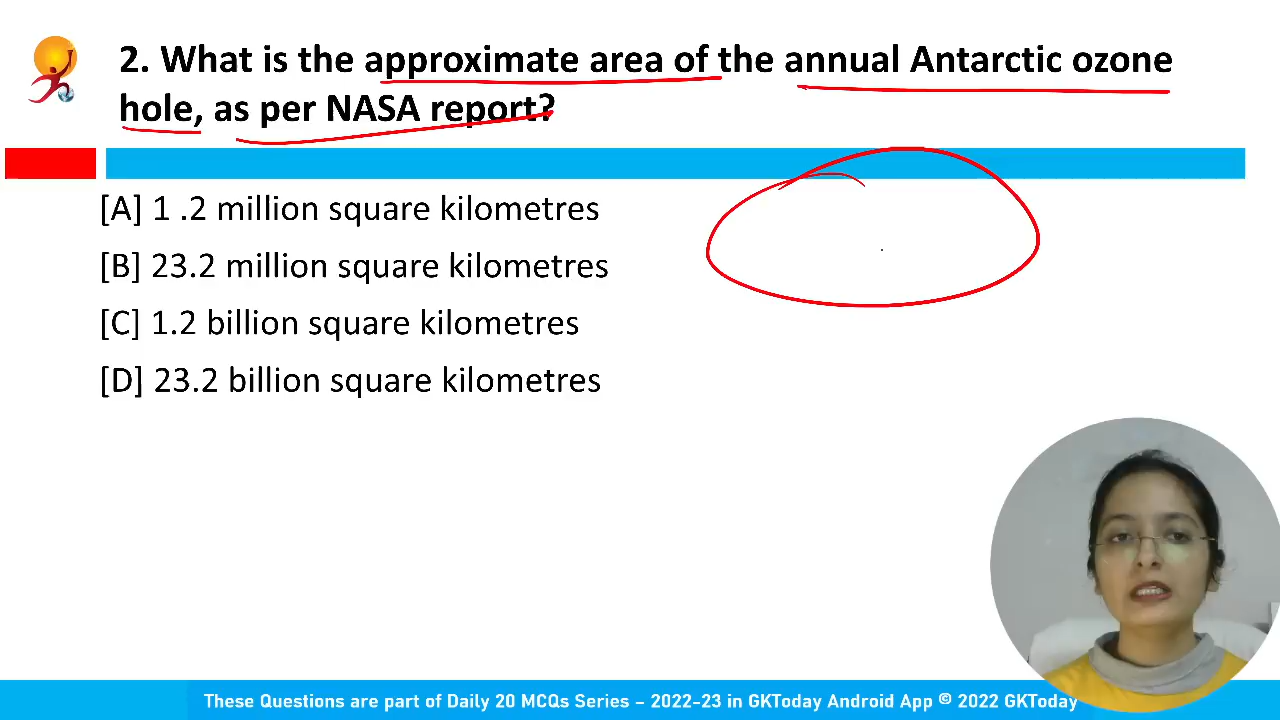 2. What is the approximate area of the annual Antarctic ozone
hole, as per NASA report?
[A] 1 .2 million square kilometres
[B] 23.2 million square kilometres
[C] 1.2 billion square kilometres
[D] 23.2 billion square kilometres
These Questions are part of Daily 20 MCQs Series – 2022-23 in GKToday Android App © 2022 GKToday